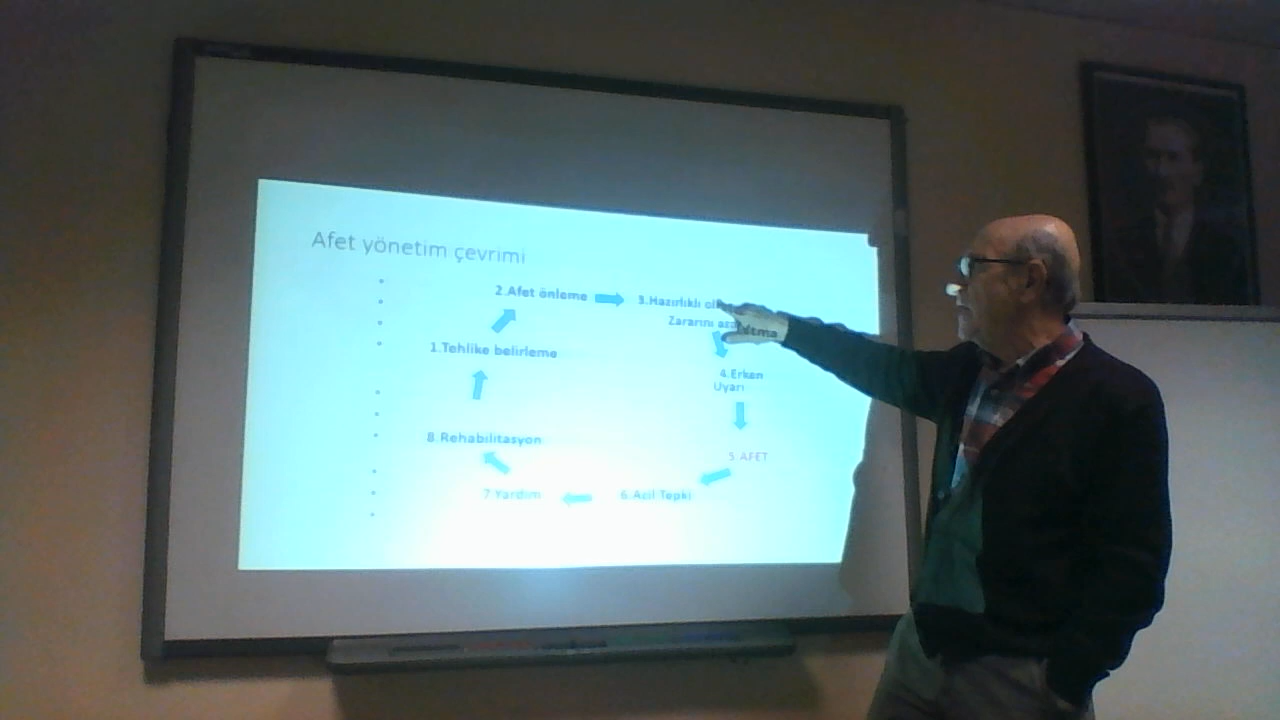 Afet yönetim çevrimi
2.Afet önleme
3.Hazırlıklı
Zararını
1.Tehlike belirleme
4.Erken
Uyarı
8.Rehabilitasyon
5.AFET
7.Yardım
6.Acil Tepki